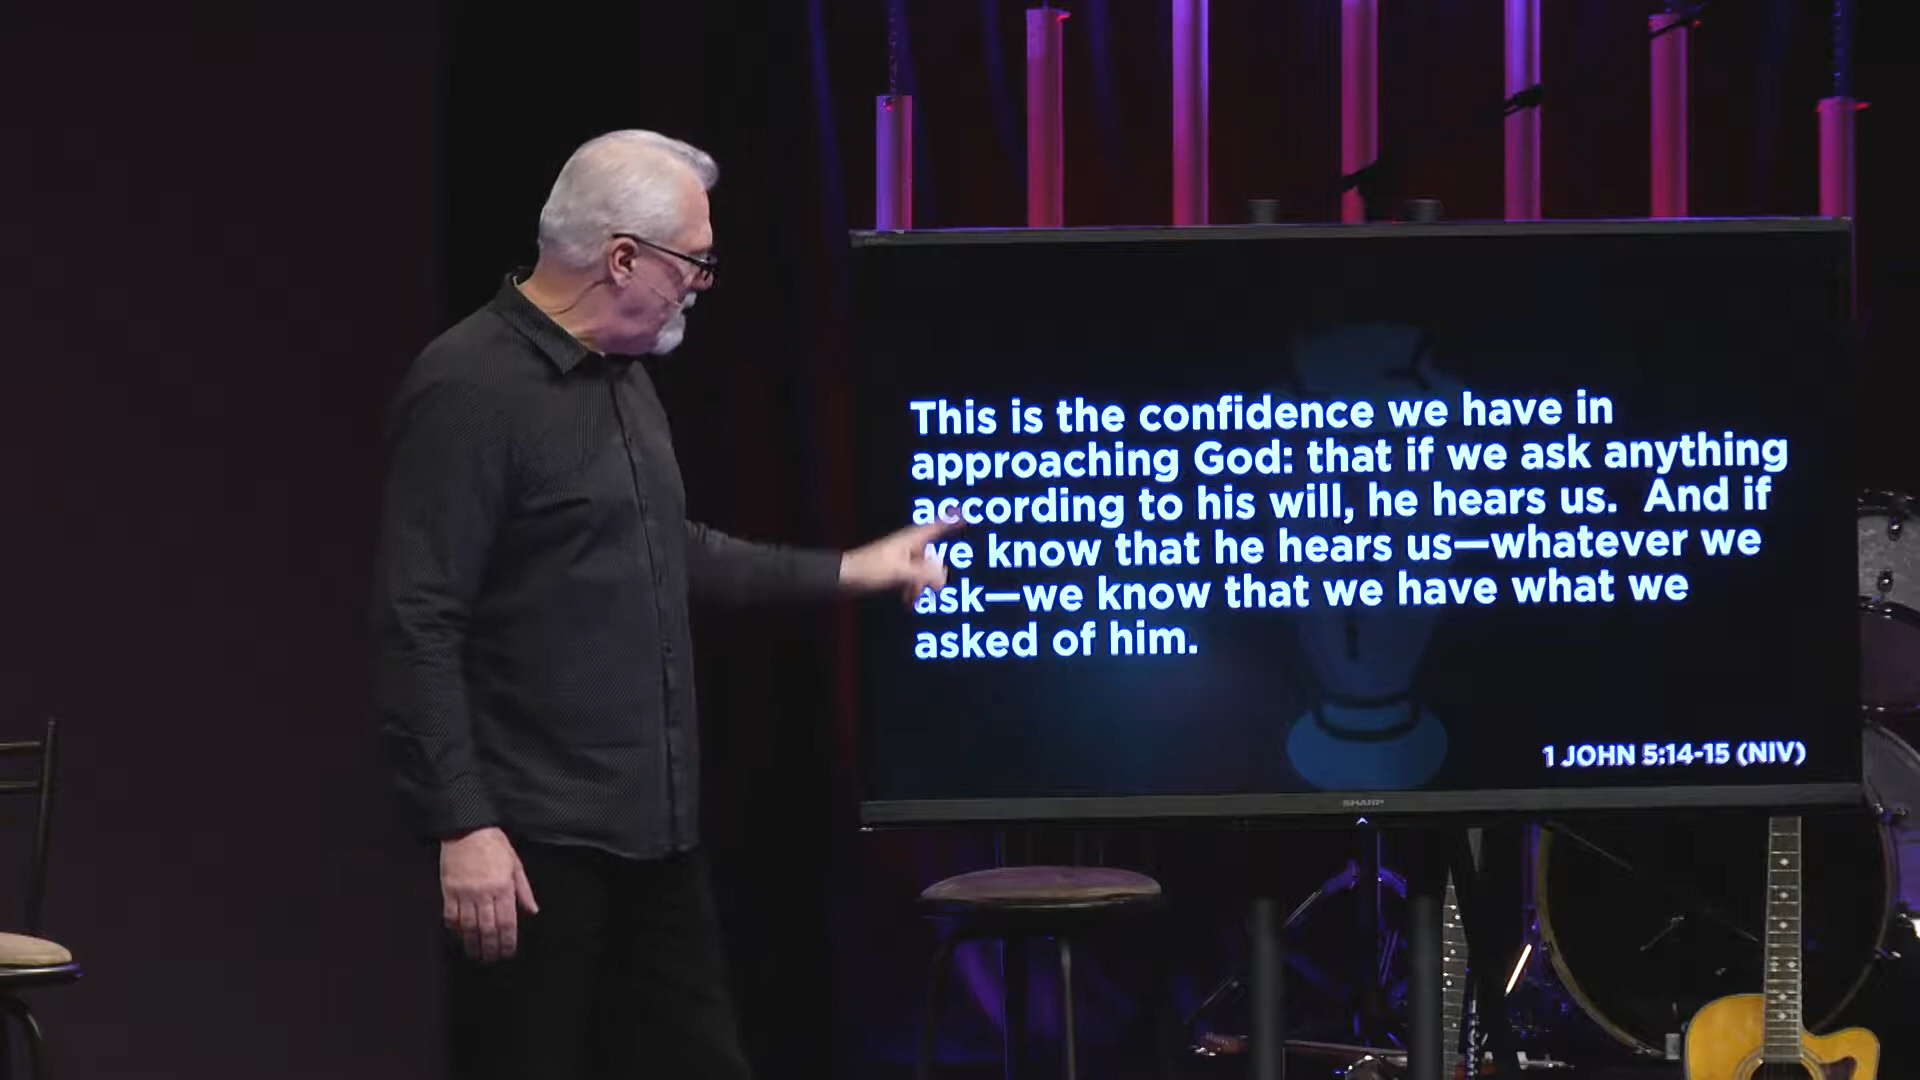 This is the confidence we have in
approaching God: that if we ask anything
according to his will, he hears us. And if
we know that he hears us—whatever we
ask—we know that we have what we
asked of him.
1 JOHN 5:14-15 (NIV)
SHARP